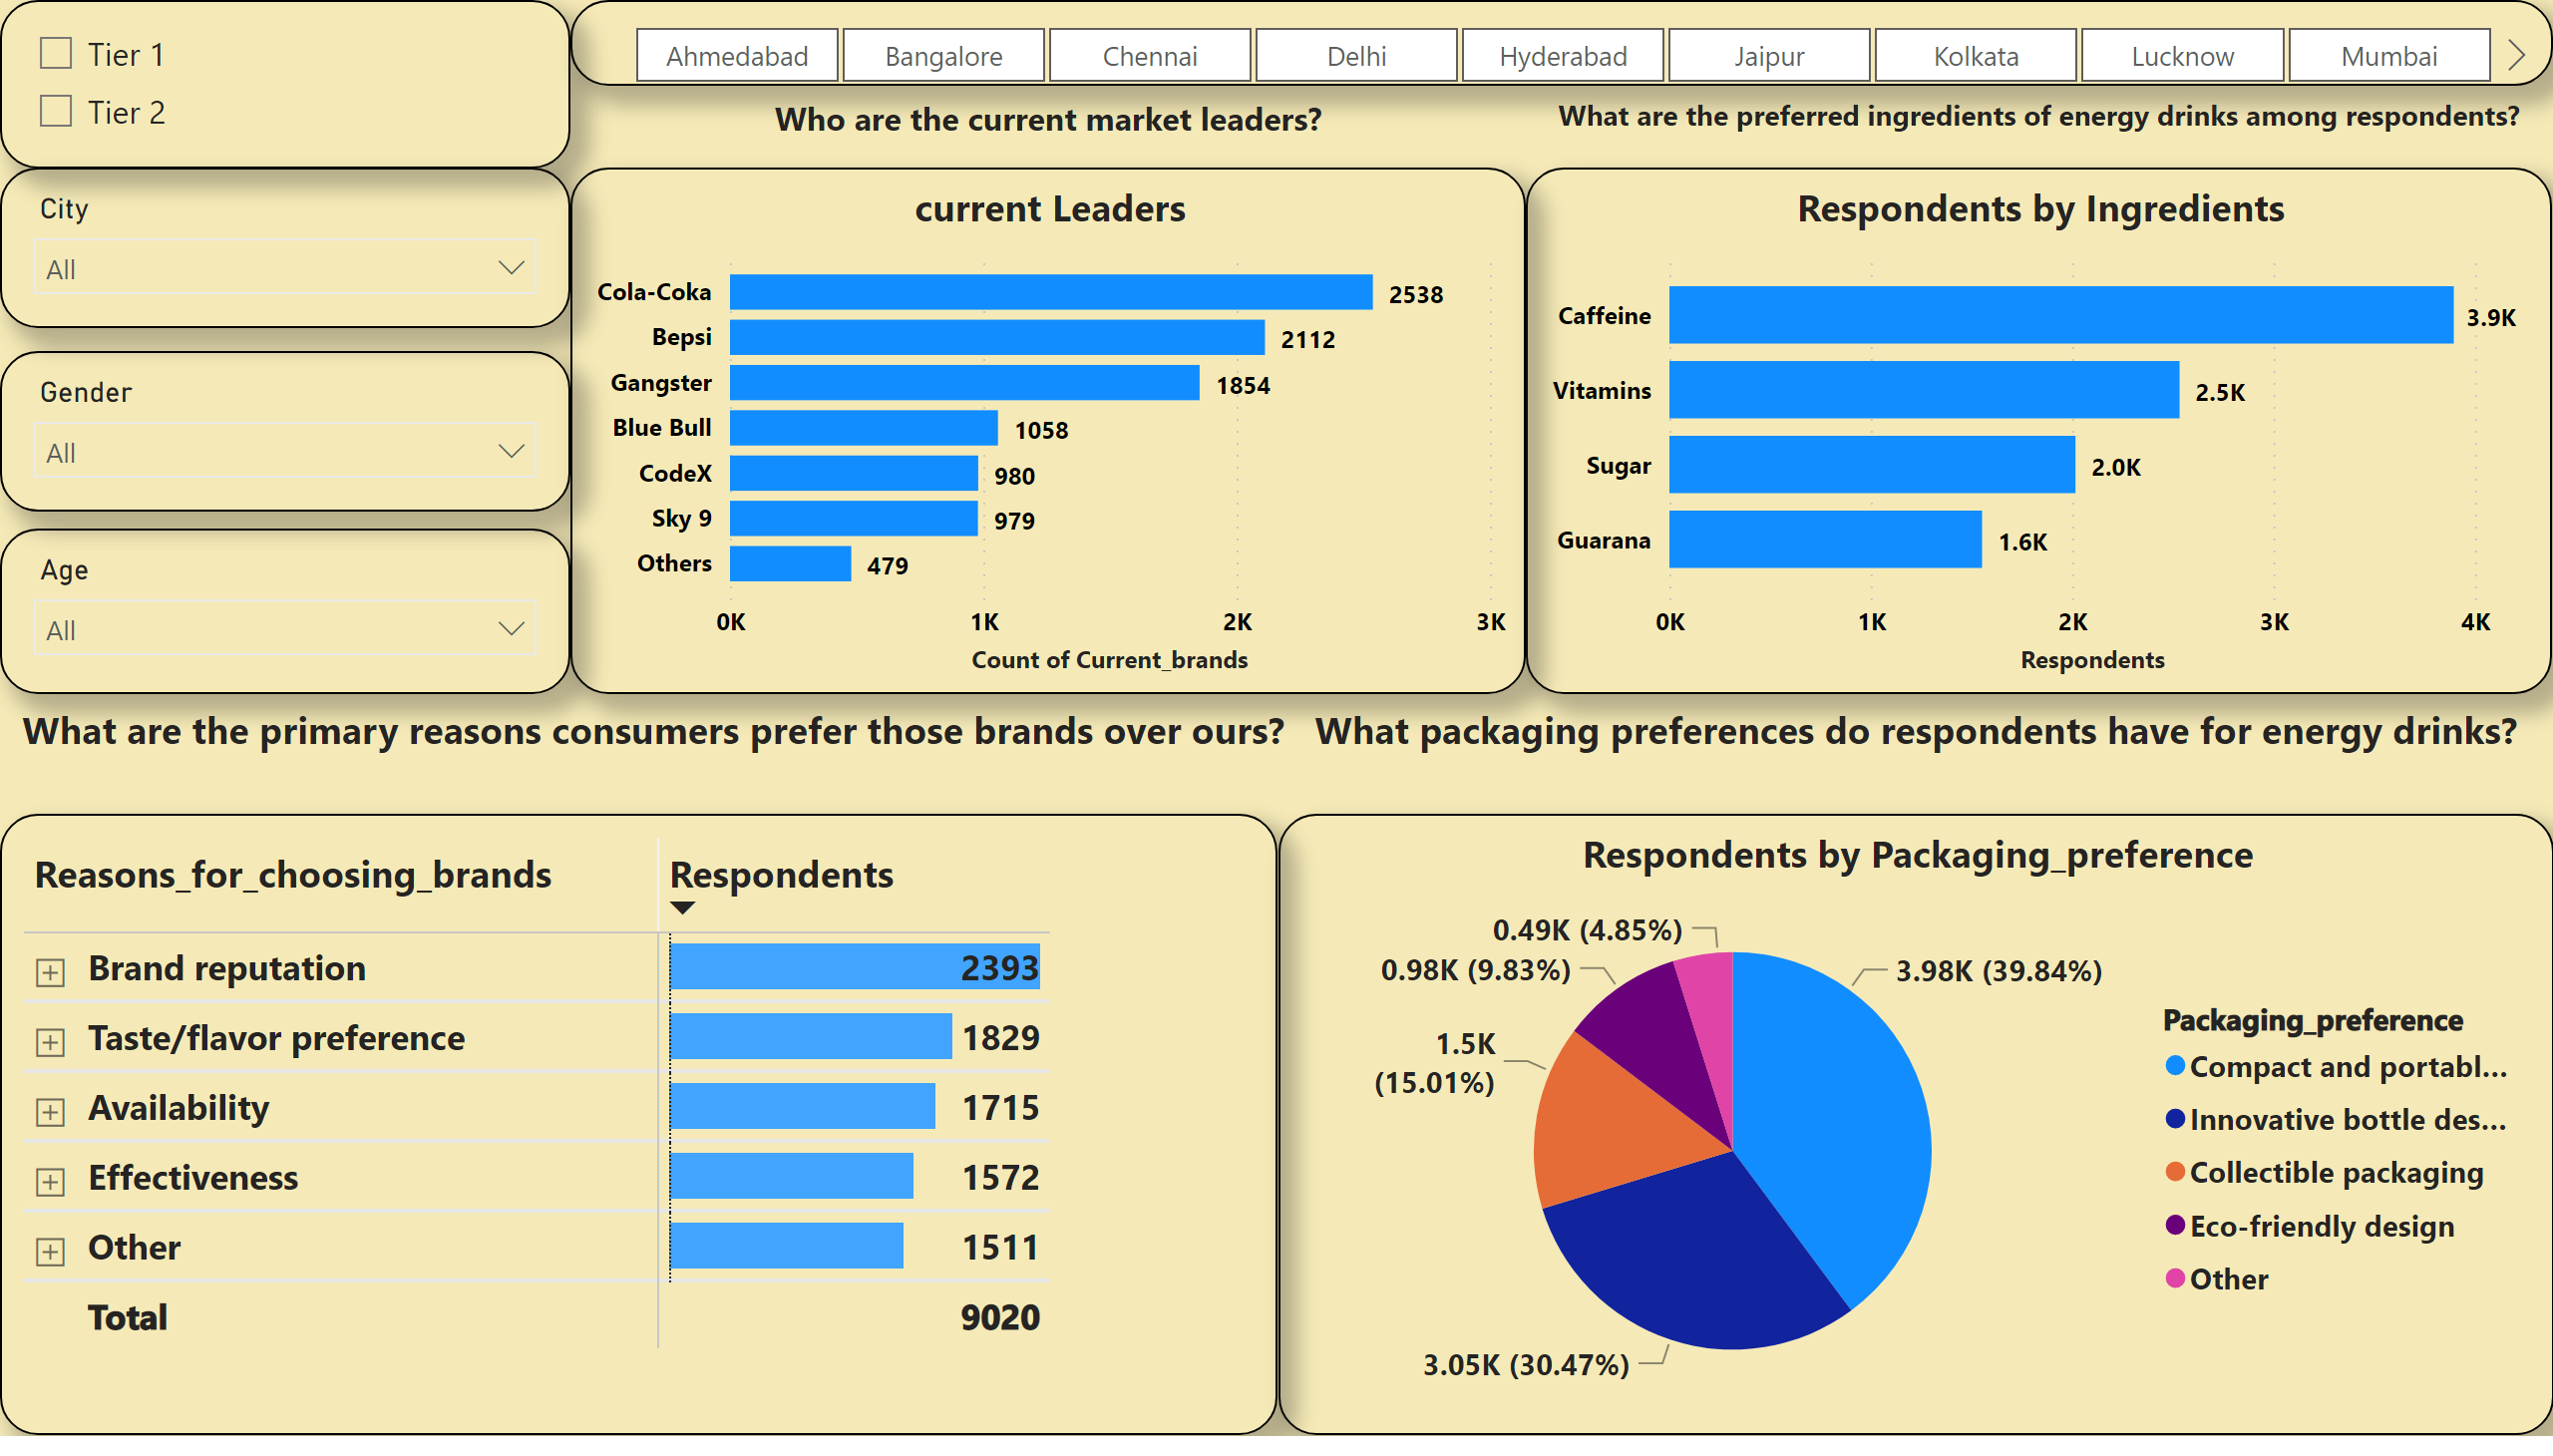 Tier 1
Tier 2
Ahmedabad
Bangalore
Chennai
Delhi
Hyderabad
Jaipur
Kolkata
Lucknow
Mumbai
City
All
Gender
All
Age
All
Who are the current market leaders?
current Leaders
Cola-Coka 2538
Bepsi 2112
Gangster 1854
Blue Bull 1058
CodeX 980
Sky 9 979
Others 479
0K 1K 2K 3K
Count of Current_brands
What are the preferred ingredients of energy drinks among respondents?
Respondents by Ingredients
Caffeine 3.9K
Vitamins 2.5K
Sugar 2.0K
Guarana 1.6K
0K 1K 2K 3K 4K
Respondents
What are the primary reasons consumers prefer those brands over ours?
Reasons_for_choosing_brands Respondents
Brand reputation 2393
Taste/flavor preference 1829
Availability 1715
Effectiveness 1572
Other 1511
Total 9020
What packaging preferences do respondents have for energy drinks?
Respondents by Packaging_preference
0.49K (4.85%)
0.98K (9.83%)
3.98K (39.84%)
1.5K
(15.01%)
3.05K (30.47%)
Packaging_preference
Compact and portabl...
Innovative bottle des...
Collectible packaging
Eco-friendly design
Other